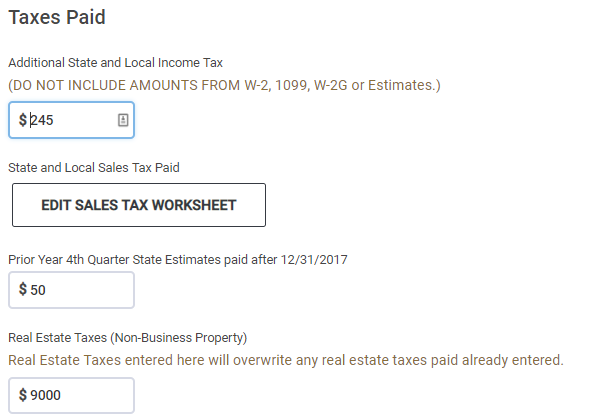 Taxes Paid
Additional State and Local Income Tax
(DO NOT INCLUDE AMOUNTS FROM W-2, 1099, W-2G or Estimates.)
$ 245
State and Local Sales Tax Paid
EDIT SALES TAX WORKSHEET
Prior Year 4th Quarter State Estimates paid after 12/31/2017
$ 50
Real Estate Taxes (Non-Business Property)
Real Estate Taxes entered here will overwrite any real estate taxes paid already entered.
$ 9000